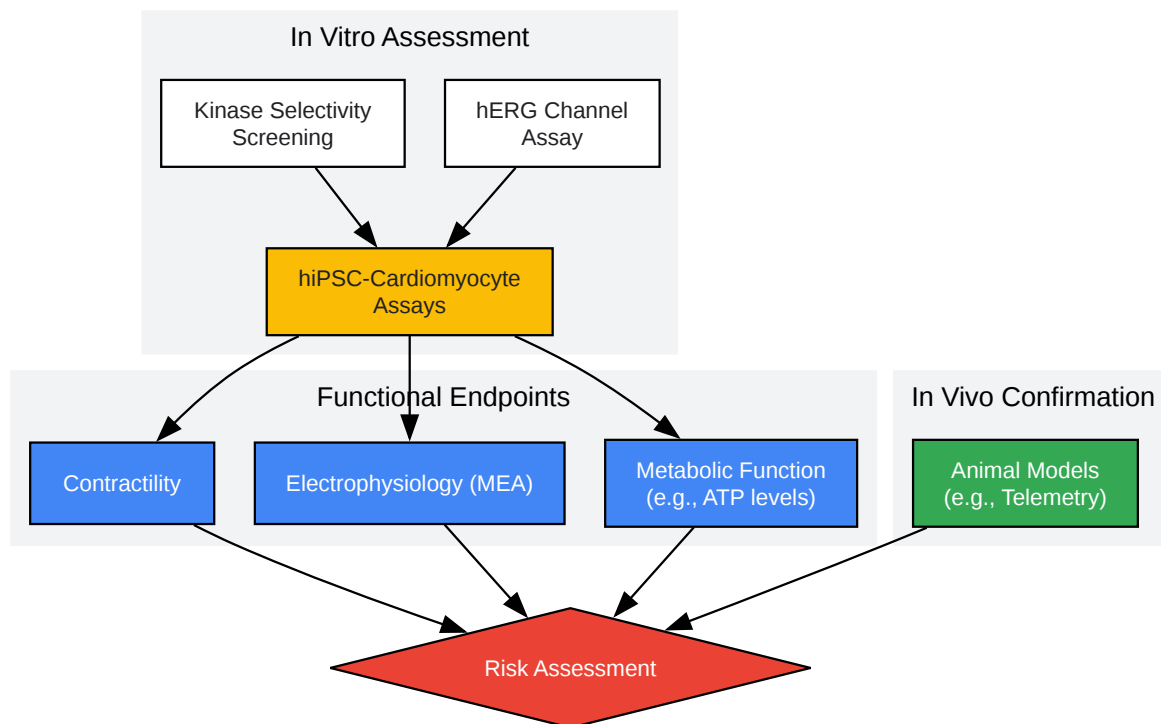 In Vitro Assessment
Kinase Selectivity
Screening
hERG Channel
Assay
hiPSC-Cardiomyocyte
Assays
Functional Endpoints
In Vivo Confirmation
Contractility
Electrophysiology (MEA)
Metabolic Function
(e.g., ATP levels)
Animal Models
(e.g., Telemetry)
Risk Assessment